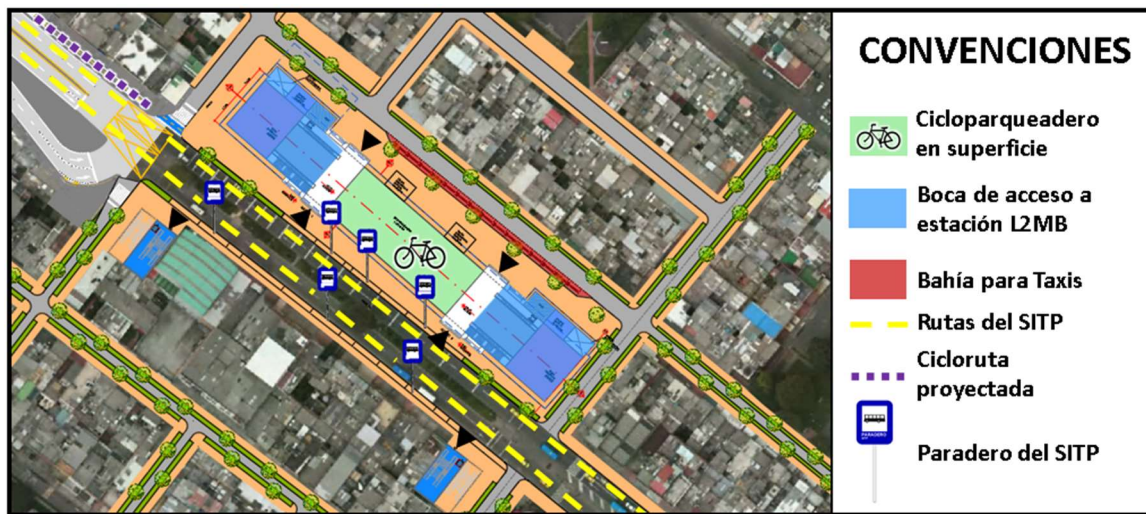 CONVENCIONES
Cicloparqueadero
en superficie
Boca de acceso a
estación L2MB
Bahía para Taxis
Rutas del SITP
Cicloruta
proyectada
PARADERO
Paradero del SITP